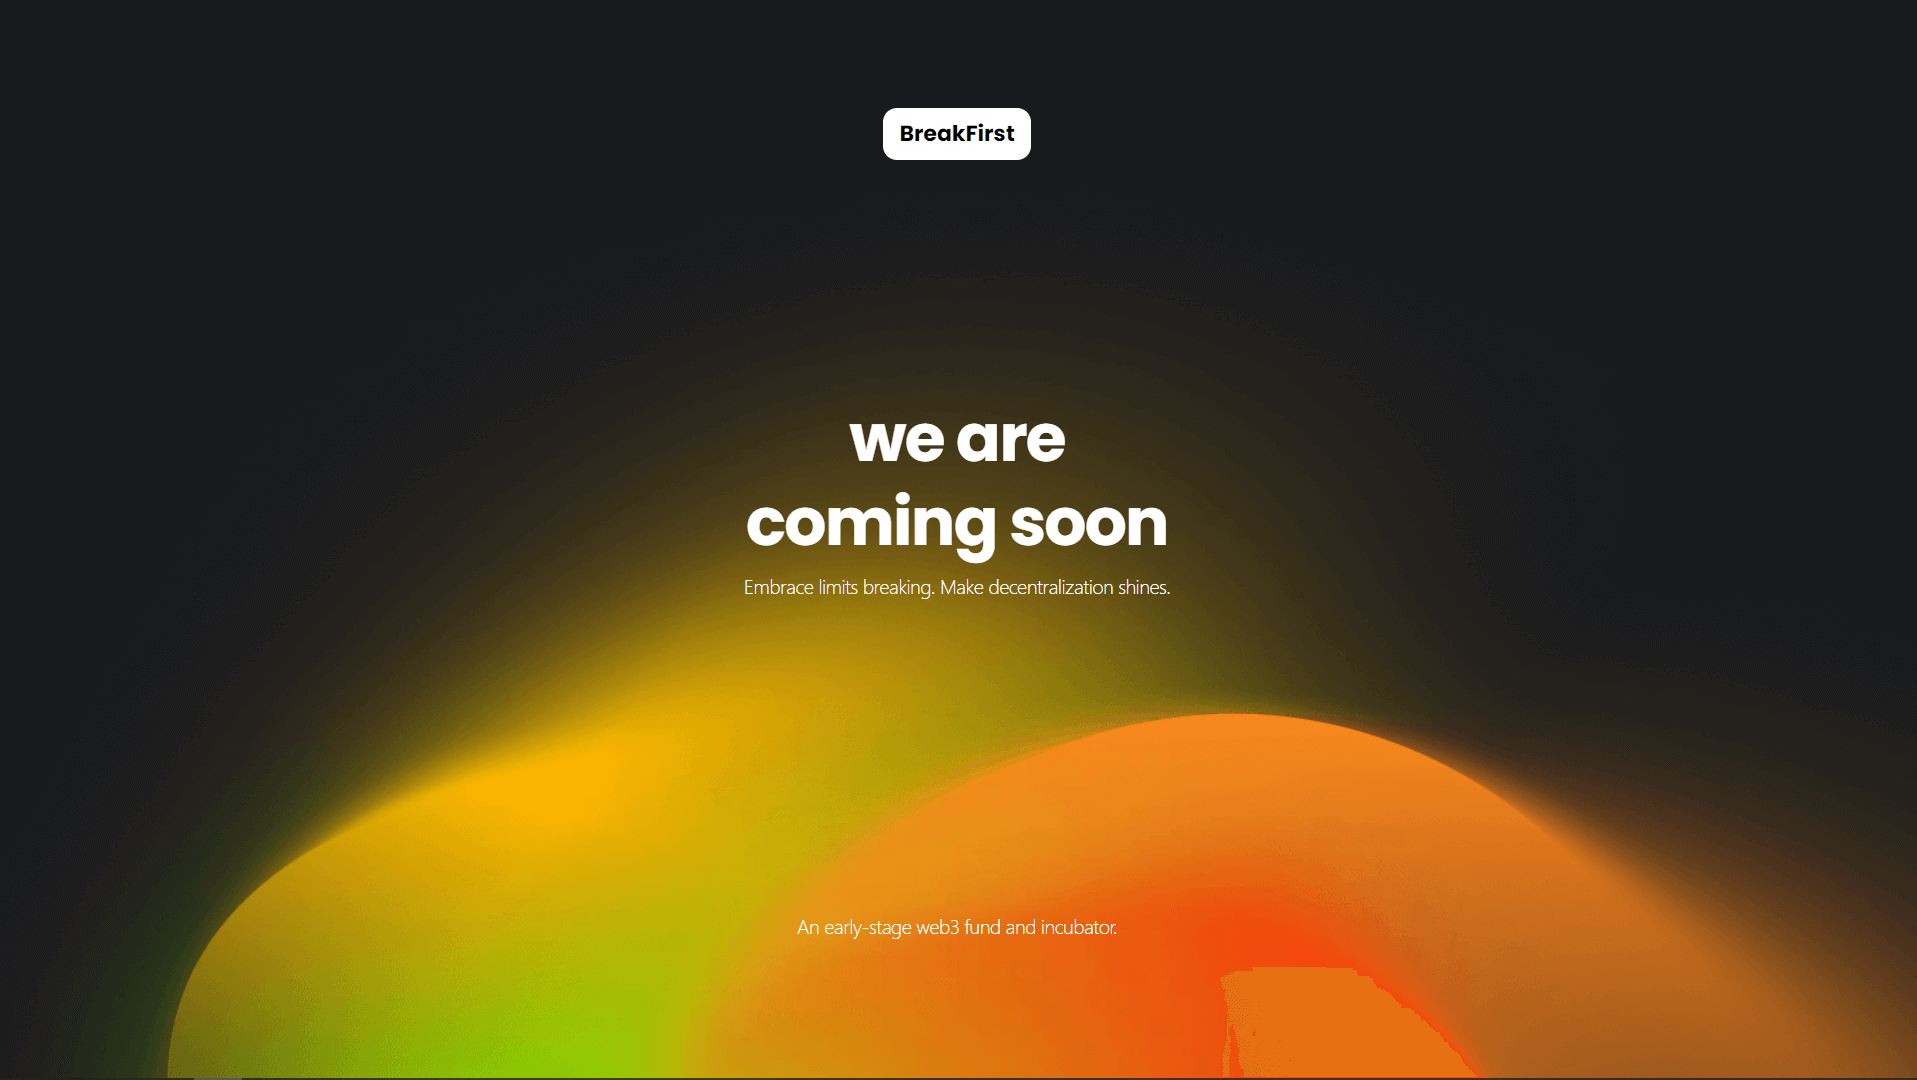 BreakFirst
we are
coming soon
Embrace limits breaking. Make decentralization shines.
An early-stage web3 fund and incubator.